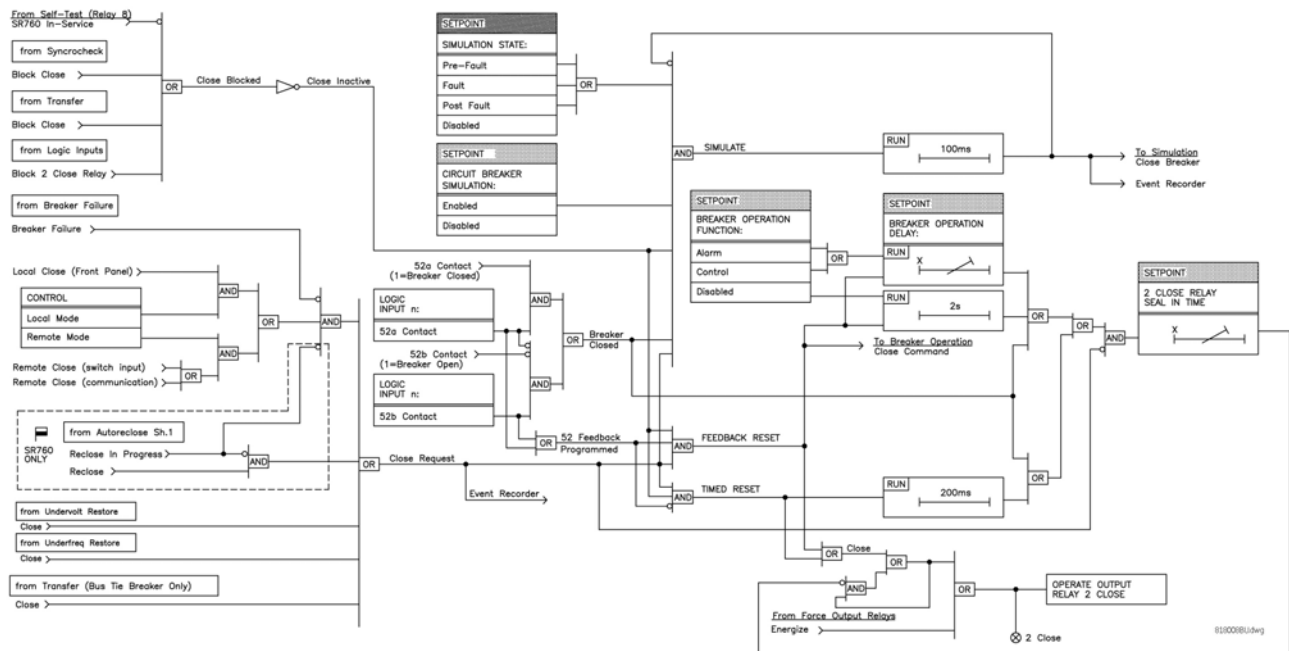 From Self-Test (Relay 8)
SR760 In-Service
from Syncrocheck
Block Close
from Transfer
Block Close
from Logic Inputs
Block 2 Close Relay
from Breaker Failure
Breaker Failure
OR
Close Blocked
Close Inactive
Local Close (Front Panel)
CONTROL
Local Mode
Remote Mode
Remote Close (switch input)
Remote Close (communication)
AND
AND
OR
OR
AND
SR760
ONLY
from Autoreclose Sh.1
Reclose In Progress
Reclose
AND
OR
Close Request
Event Recorder
from Undervolt Restore
Close
from Underfreq Restore
Close
from Transfer (Bus Tie Breaker Only)
Close
SETPOINT
SIMULATION STATE:
Pre-Fault
Fault
Post Fault
Disabled
OR
SETPOINT
CIRCUIT BREAKER
SIMULATION:
Enabled
Disabled
AND
SIMULATE
RUN
100ms
To Simulation
Close Breaker
Event Recorder
52a Contact
(1=Breaker Closed)
LOGIC
INPUT n:
52a Contact
52b Contact
(1=Breaker Open)
LOGIC
INPUT n:
52b Contact
AND
AND
OR
Breaker
Closed
OR
52 Feedback
Programmed
SETPOINT
BREAKER OPERATION
FUNCTION:
Alarm
Control
Disabled
OR
SETPOINT
BREAKER OPERATION
DELAY:
RUN
X
RUN
2s
To Breaker Operation
Close Command
AND
FEEDBACK RESET
AND
TIMED RESET
RUN
200ms
OR
OR
OR
AND
SETPOINT
2 CLOSE RELAY
SEAL IN TIME
X
OR
Close
OR
AND
From Force Output Relays
Energize
OR
OPERATE OUTPUT
RELAY 2 CLOSE
2 Close
818008BU.dwg